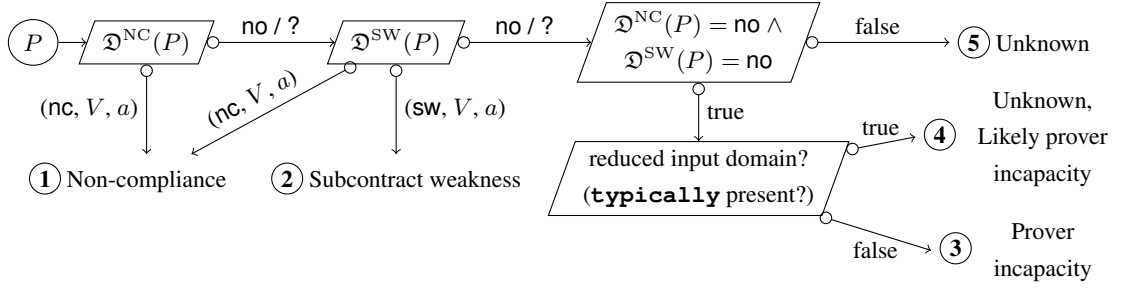 P
𝔇^NC(P)
no / ?
𝔇^SW(P)
no / ?
𝔇^NC(P) = no ∧
𝔇^SW(P) = no
false
5 Unknown
(nc, V, a)
(nc, V, a)
(sw, V, a)
true
1 Non-compliance
2 Subcontract weakness
reduced input domain?
(typically present?)
true
4 Unknown,
Likely prover
incapacity
false
3 Prover
incapacity